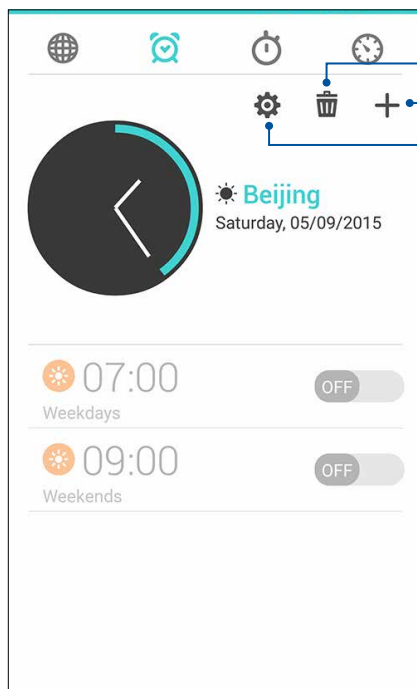 Beijing
Saturday, 05/09/2015
07:00
OFF
Weekdays
09:00
OFF
Weekends